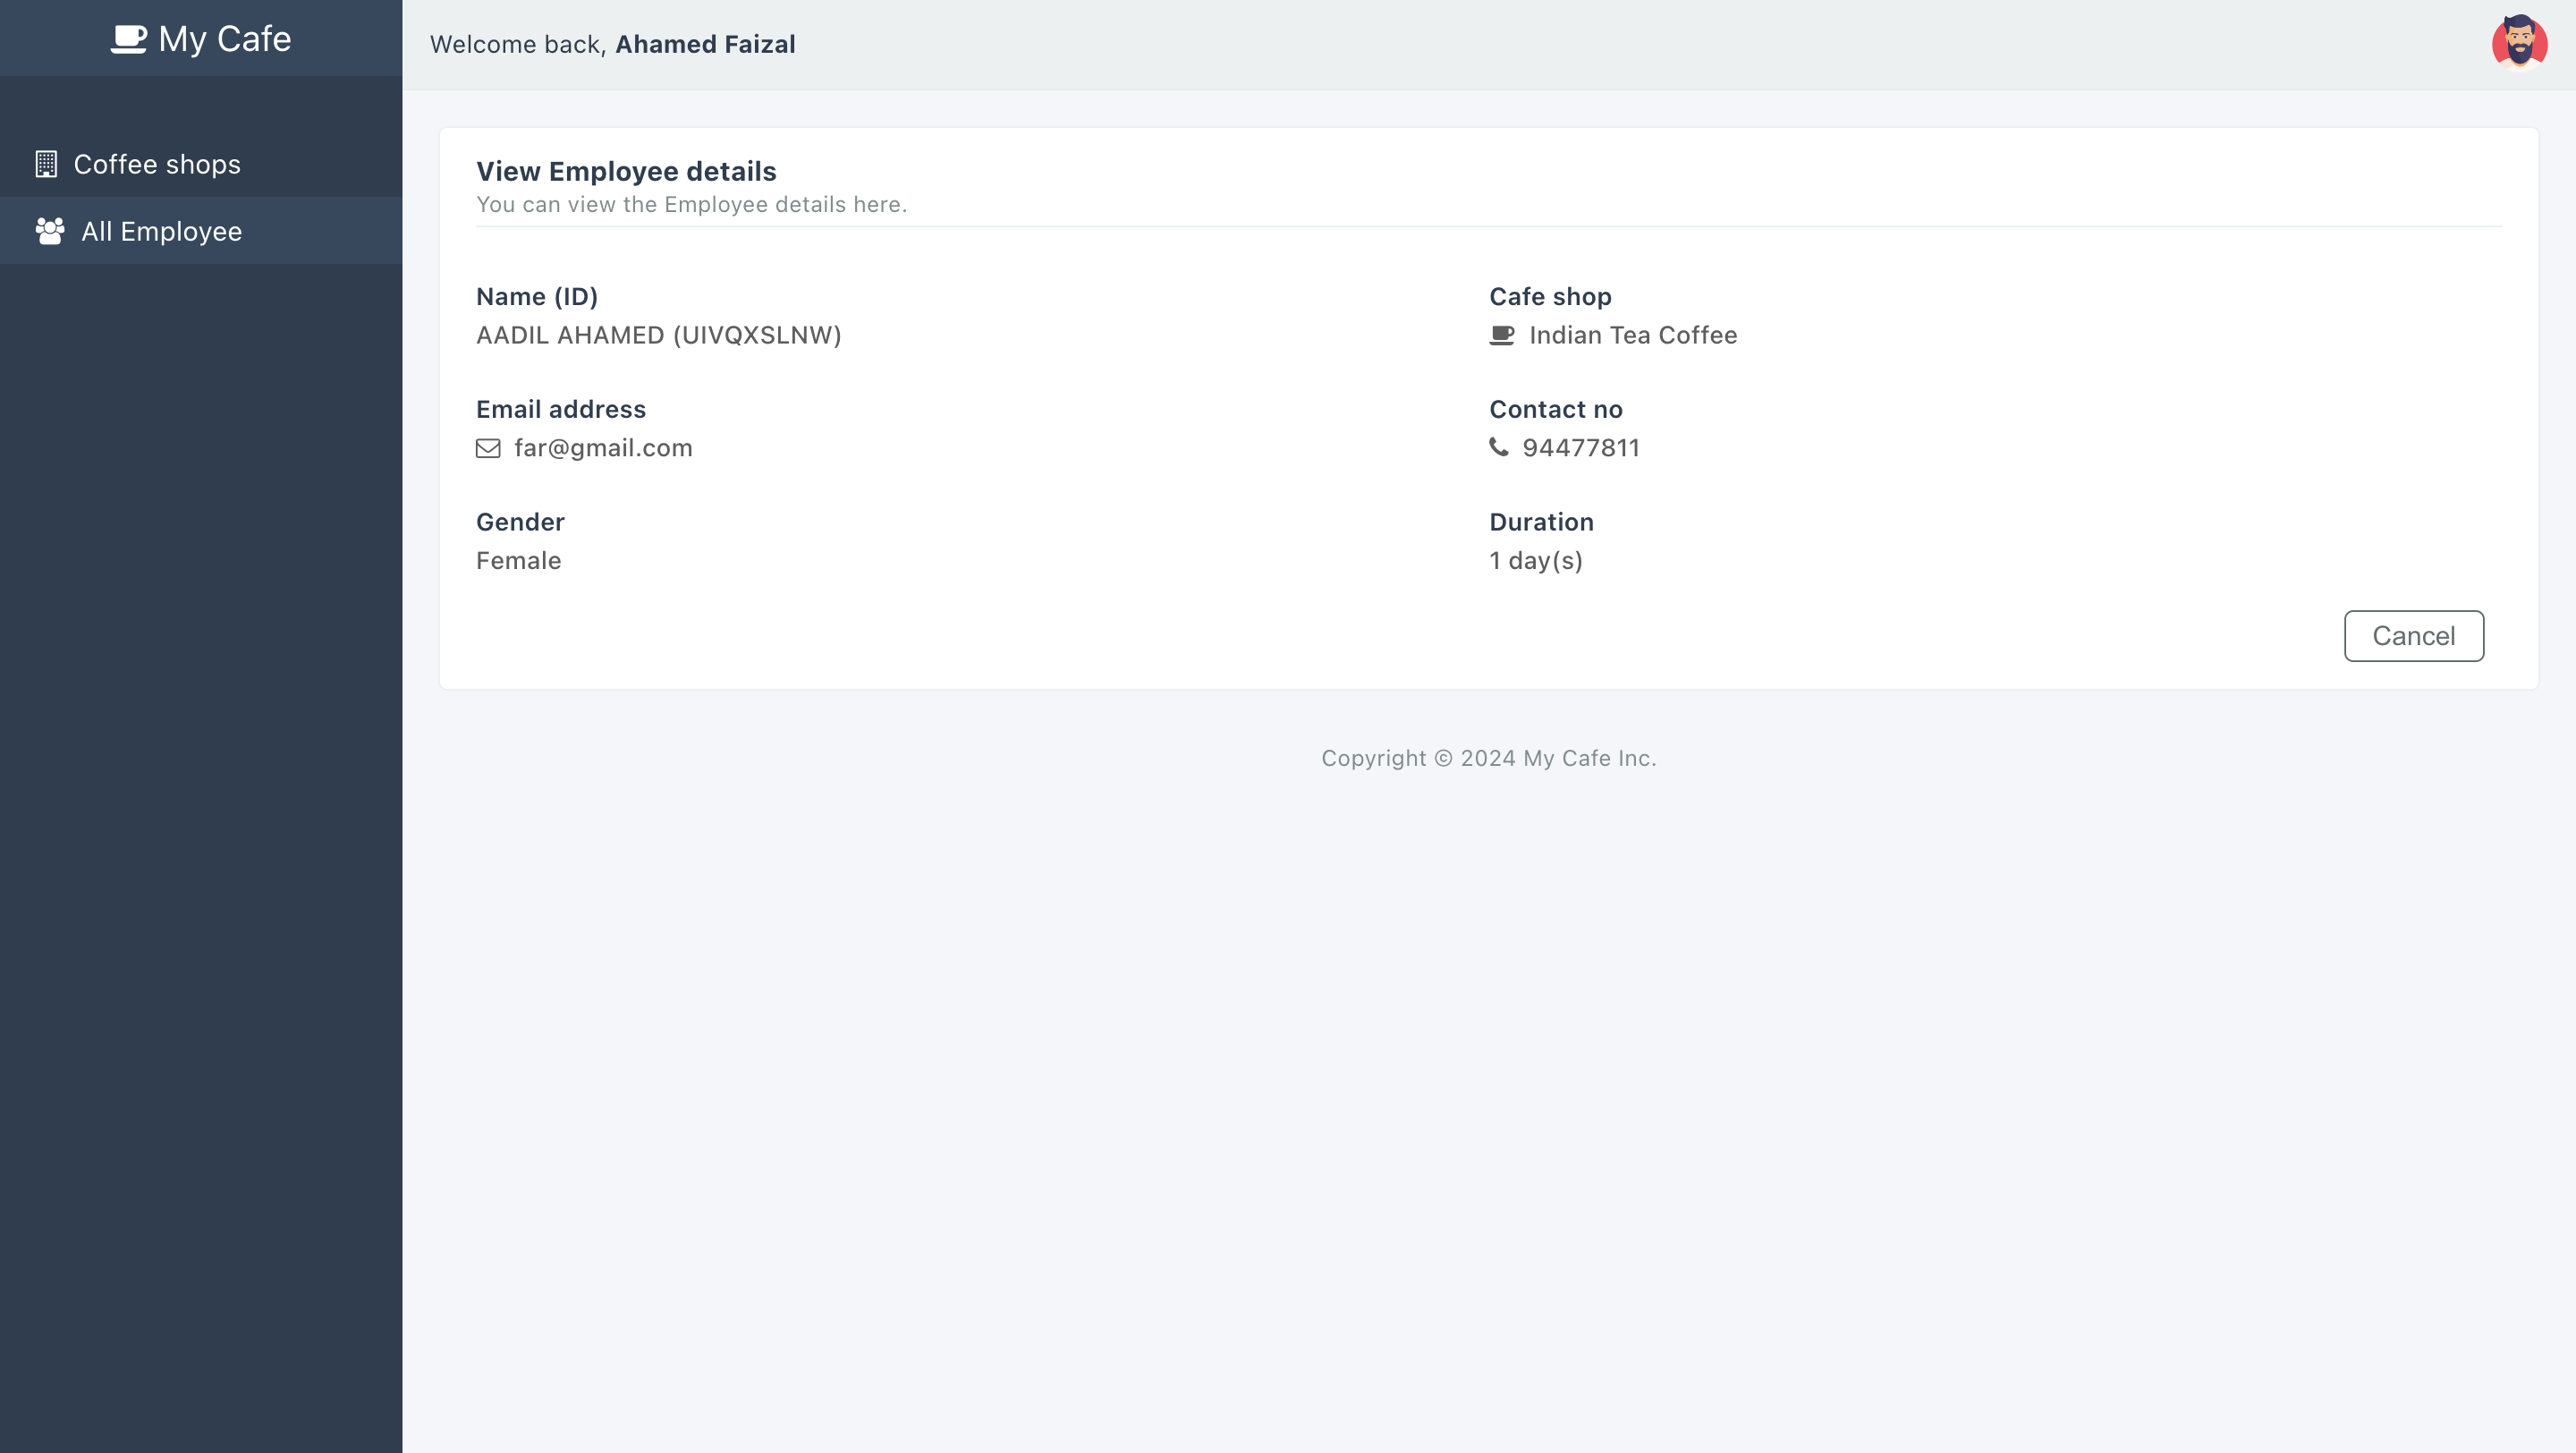 My Cafe
Welcome back, Ahamed Faizal
Coffee shops
All Employee
View Employee details
You can view the Employee details here.
Name (ID)
AADIL AHAMED (UIVQXSLNW)
Cafe shop
Indian Tea Coffee
Email address
far@gmail.com
Contact no
94477811
Gender
Female
Duration
1 day(s)
Cancel
Copyright © 2024 My Cafe Inc.